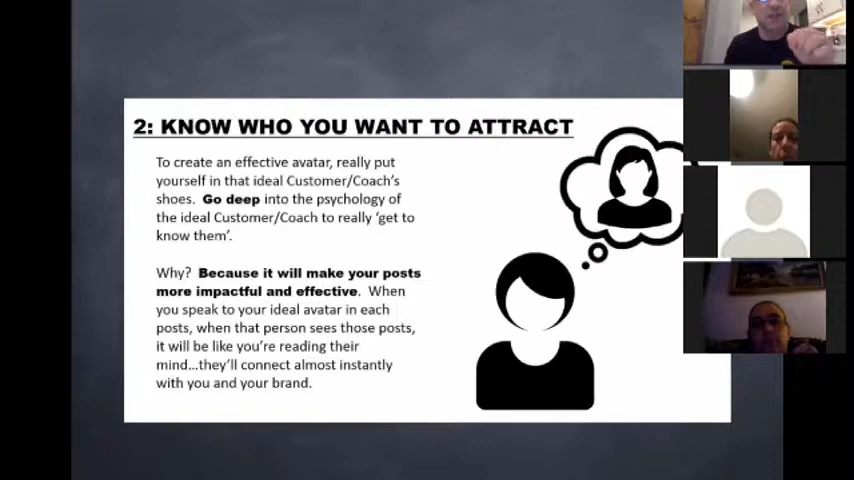 2: KNOW WHO YOU WANT TO ATTRACT
To create an effective avatar, really put
yourself in that ideal Customer/Coach's
shoes. Go deep into the psychology of
the ideal Customer/Coach to really 'get to
know them'.
Why? Because it will make your posts
more impactful and effective. When
you speak to your ideal avatar in each
posts, when that person sees those posts,
it will be like you're reading their
mind...they'll connect almost instantly
with you and your brand.